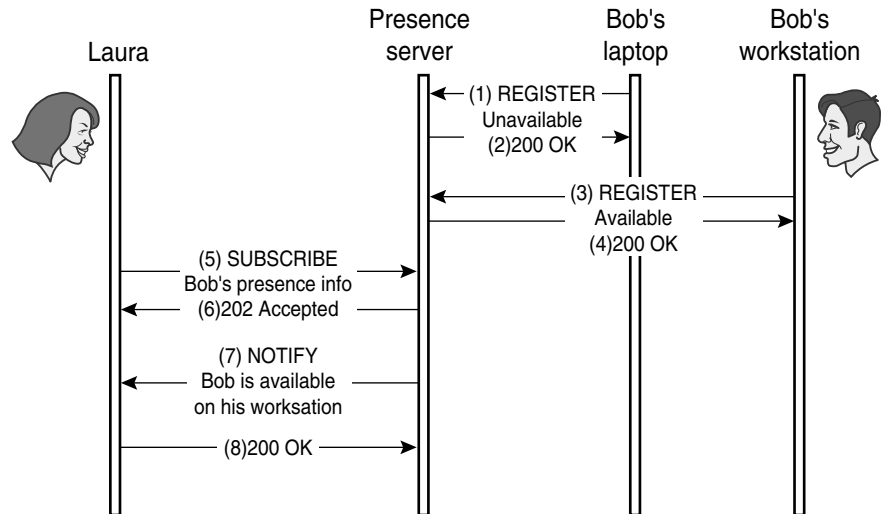 Laura
Presence
server
Bob's
laptop
Bob's
workstation
(1) REGISTER
Unavailable
(2)200 OK
(3) REGISTER
Available
(4)200 OK
(5) SUBSCRIBE
Bob's presence info
(6)202 Accepted
(7) NOTIFY
Bob is available
on his worksation
(8)200 OK